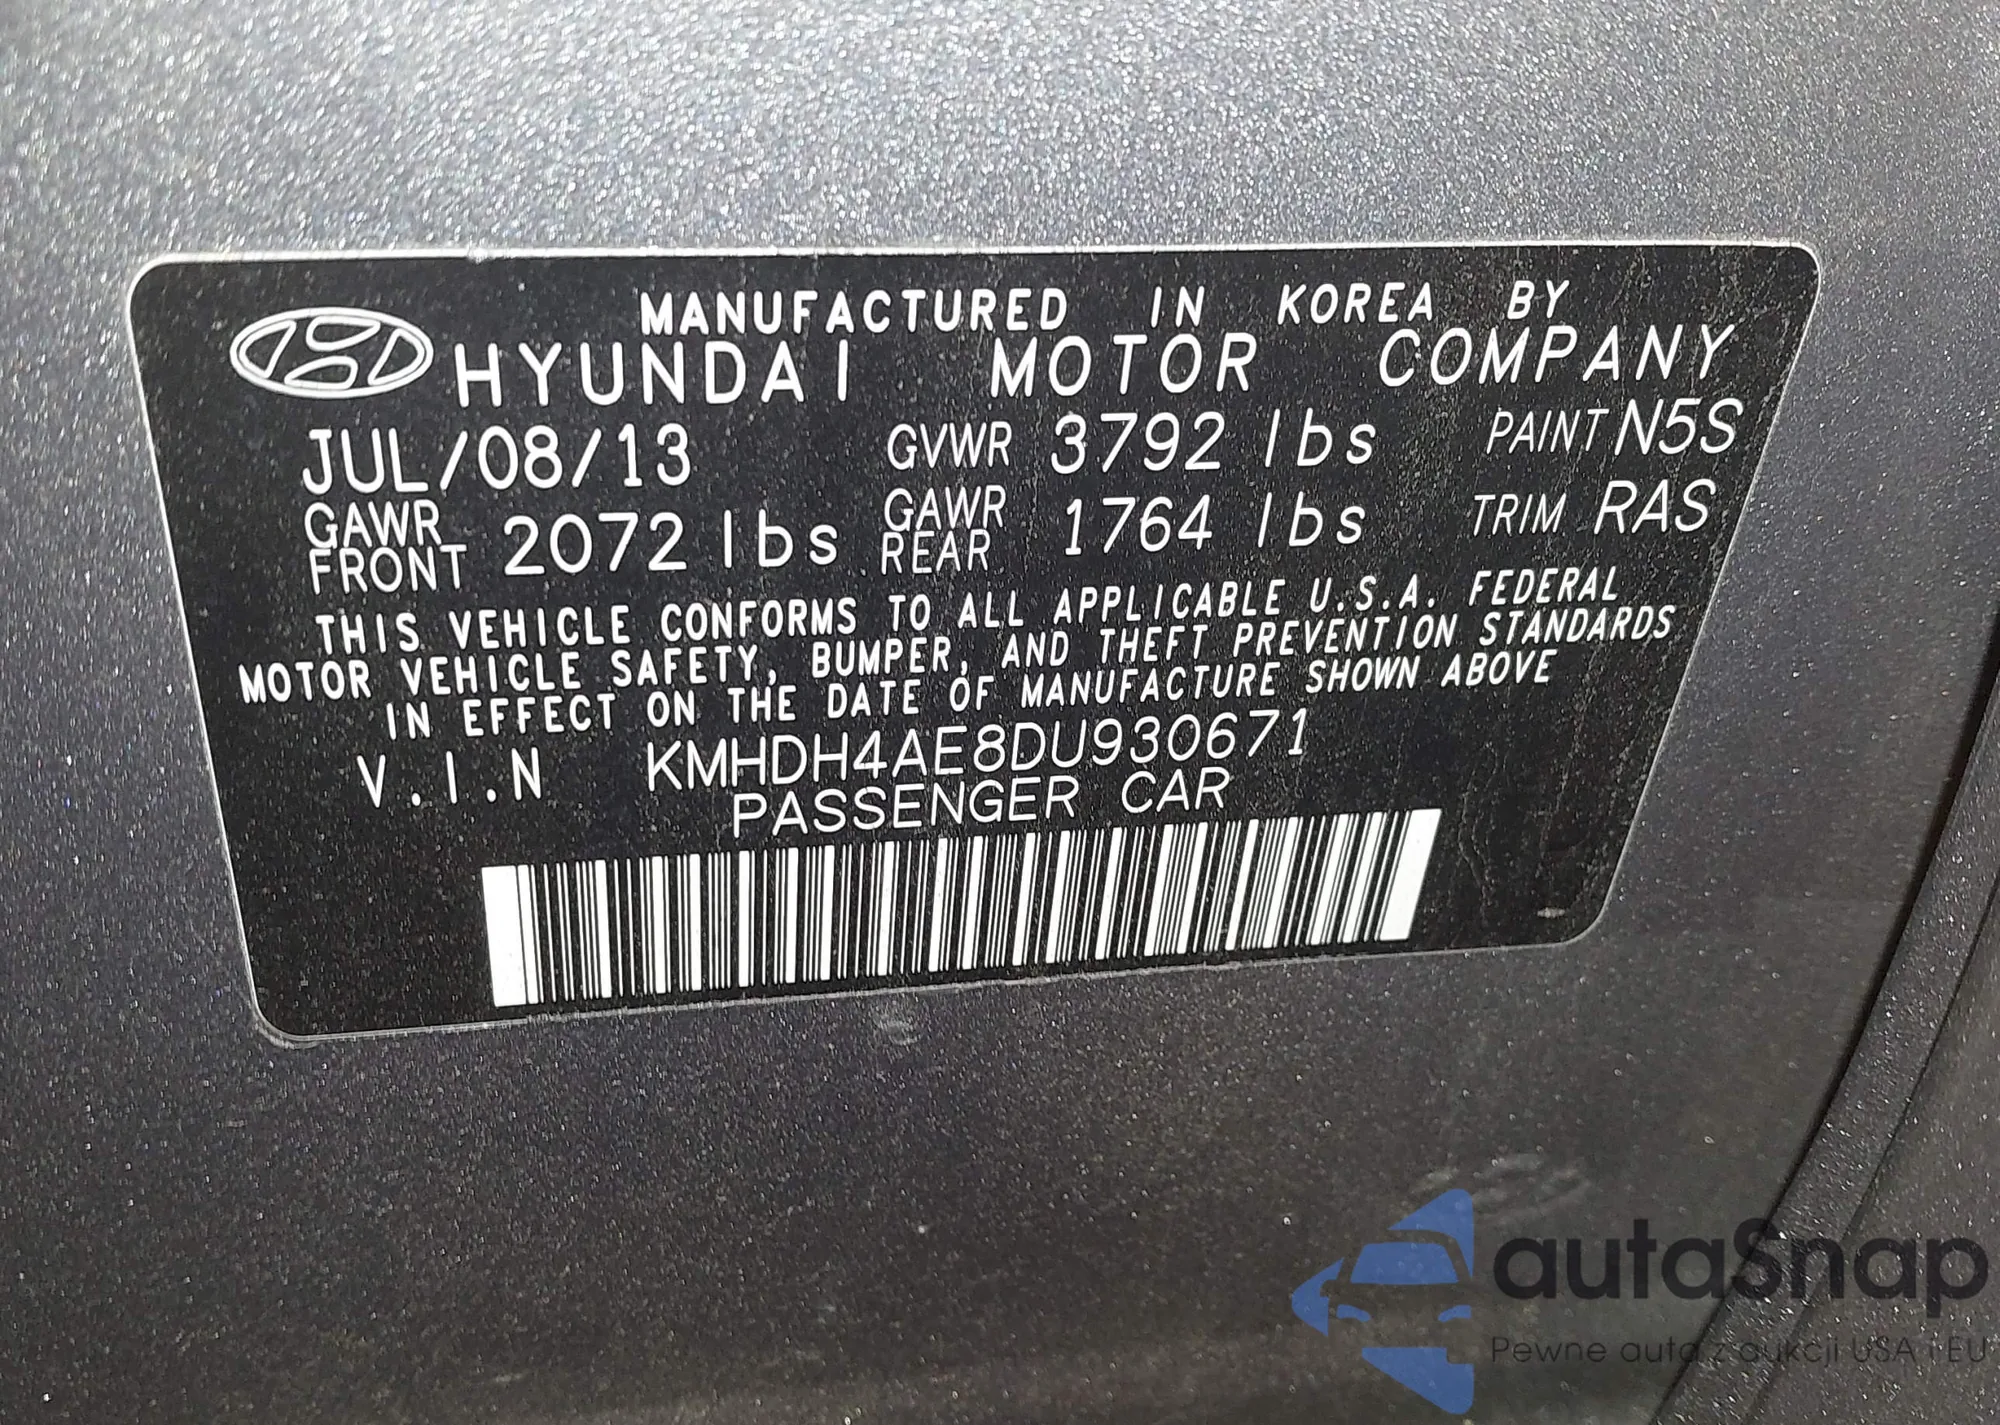 MANUFACTURED IN KOREA BY
HYUNDAI MOTOR COMPANY
JUL/08/13 GVWR 3792 lbs PAINT N5S
GAWR FRONT 2072 lbs GAWR REAR 1764 lbs TRIM RAS
THIS VEHICLE CONFORMS TO ALL APPLICABLE U.S.A. FEDERAL
MOTOR VEHICLE SAFETY, BUMPER, AND THEFT PREVENTION STANDARDS
IN EFFECT ON THE DATE OF MANUFACTURE SHOWN ABOVE
V.I.N KMHDH4AE8DU930671
PASSENGER CAR
autaSnap
Pewne auta z aukcji USA i EU